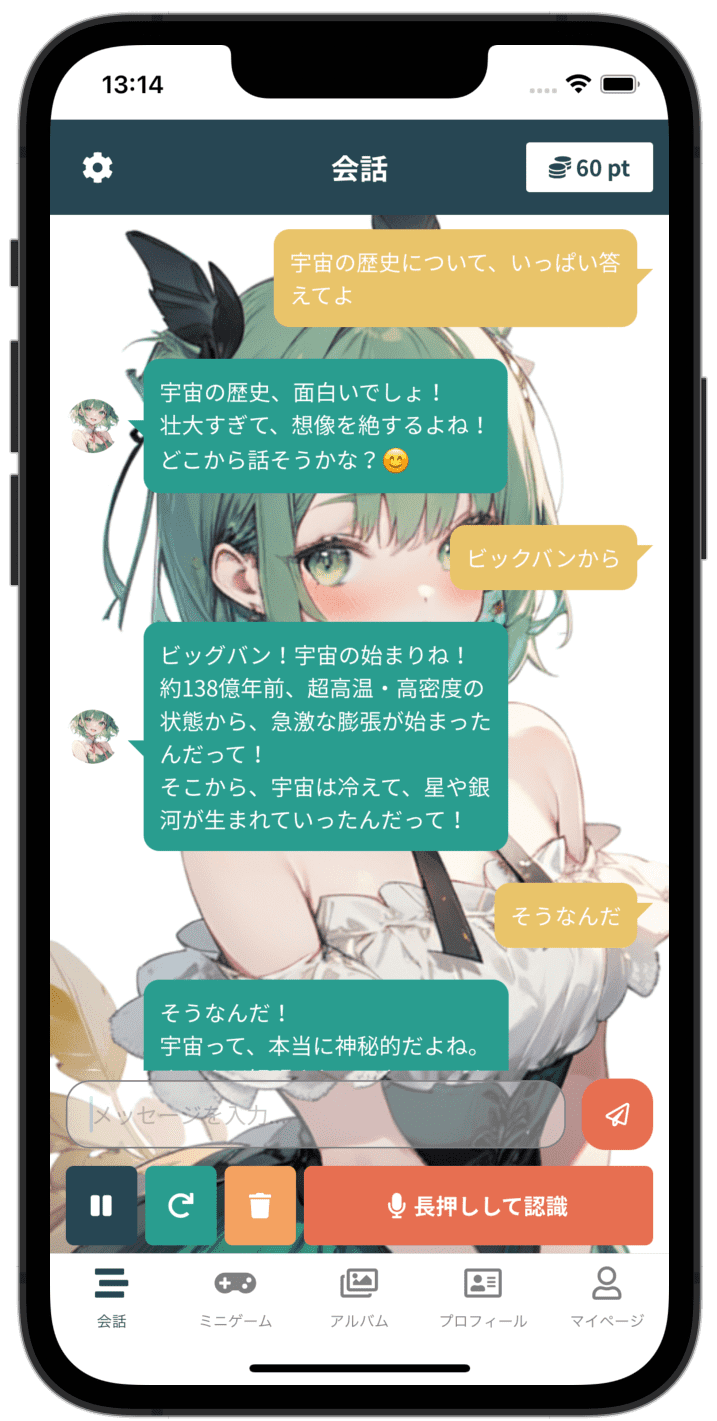 13:14
会話
60 pt
宇宙の歴史について、いっぱい答
えてよ
宇宙の歴史、面白いでしょ！
壮大すぎて、想像を絶するよね！
どこから話そうかな？😊
ビックバンから
ビッグバン！宇宙の始まりね！
約138億年前、超高温・高密度の
状態から、急激な膨張が始まった
んだって！
そこから、宇宙は冷えて、星や銀
河が生まれていったんだって！
そうなんだ
そうなんだ！
宇宙って、本当に神秘的だよね。
メッセージを入力
長押しして認識
会話
ミニゲーム
アルバム
プロフィール
マイページ